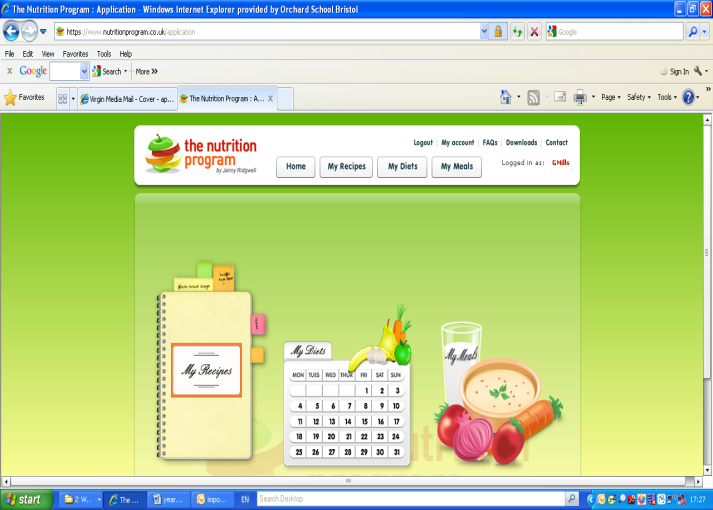 The Nutrition Program : Application - Windows Internet Explorer provided by Orchard School Bristol
https://www.nutritionprogram.co.uk/application
Google
File Edit View Favorites Tools Help
x Google Search More >> Sign In
Favorites Virgin Media Mail - Cover - ap... The Nutrition Program : A... X Page Safety Tools
the nutrition program
by Jenny Ridgwell
Logout | My account | FAQs | Downloads | Contact
Home My Recipes My Diets My Meals Logged in as: GMills
My Recipes
My Diets
MON TUES WED THUR FRI SAT SUN
1 2 3
4 5 6 7 8 9 10
11 12 13 14 15 16 17
18 19 20 21 22 23 24
25 26 27 28 29 30 31
My Meals
start 2 W... The ... year... impo... EN Search Desktop 17:27